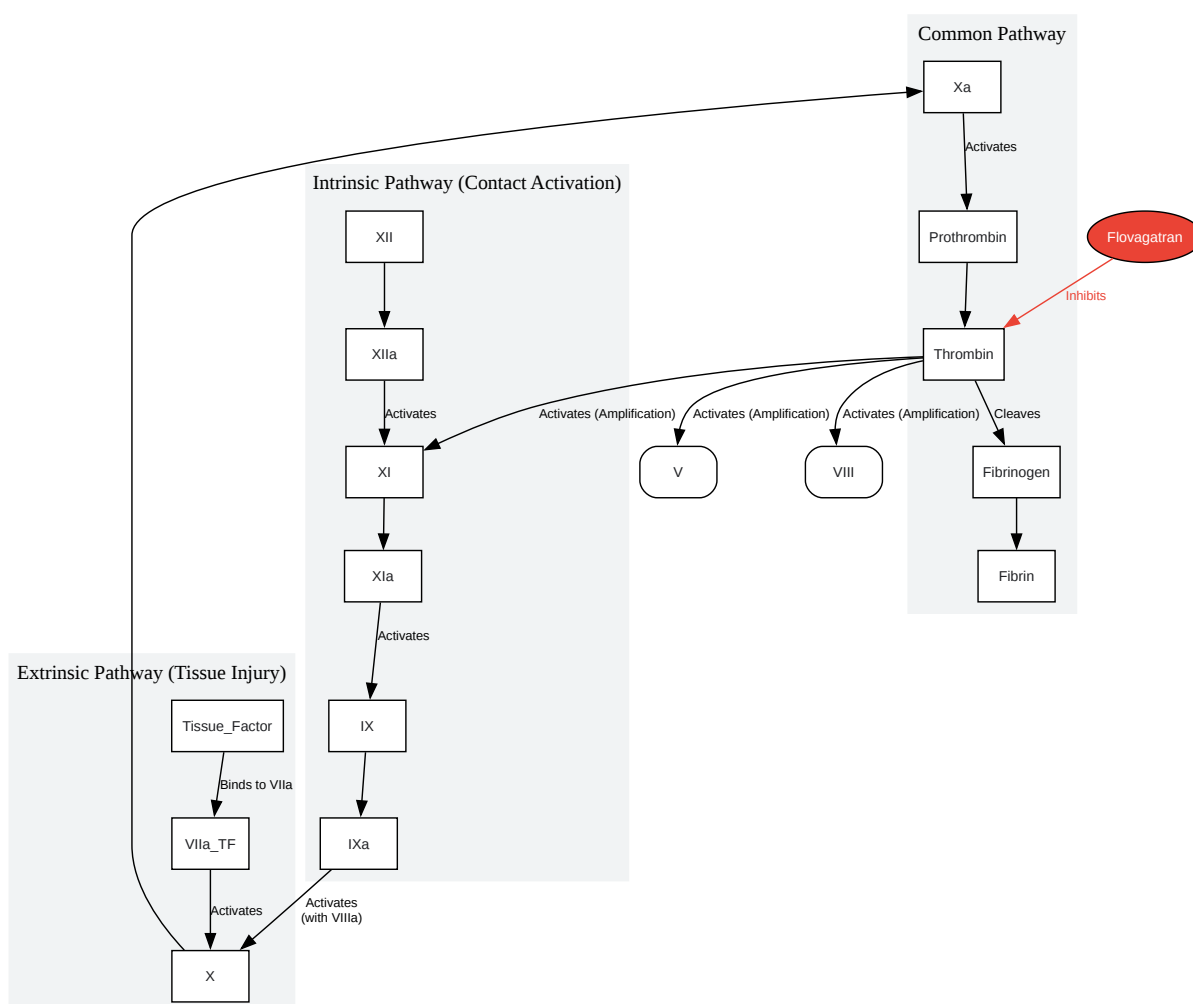 Common Pathway
Xa
Activates
Intrinsic Pathway (Contact Activation)
XII
Prothrombin
Flovagatran
Inhibits
XIIa
Thrombin
Activates
Activates (Amplification)
Activates (Amplification)
Activates (Amplification)
Cleaves
XI
V
VIII
Fibrinogen
XIa
Fibrin
Activates
Extrinsic Pathway (Tissue Injury)
Tissue_Factor
IX
Binds to VIIa
VIIa_TF
IXa
Activates
Activates
(with VIIIa)
X